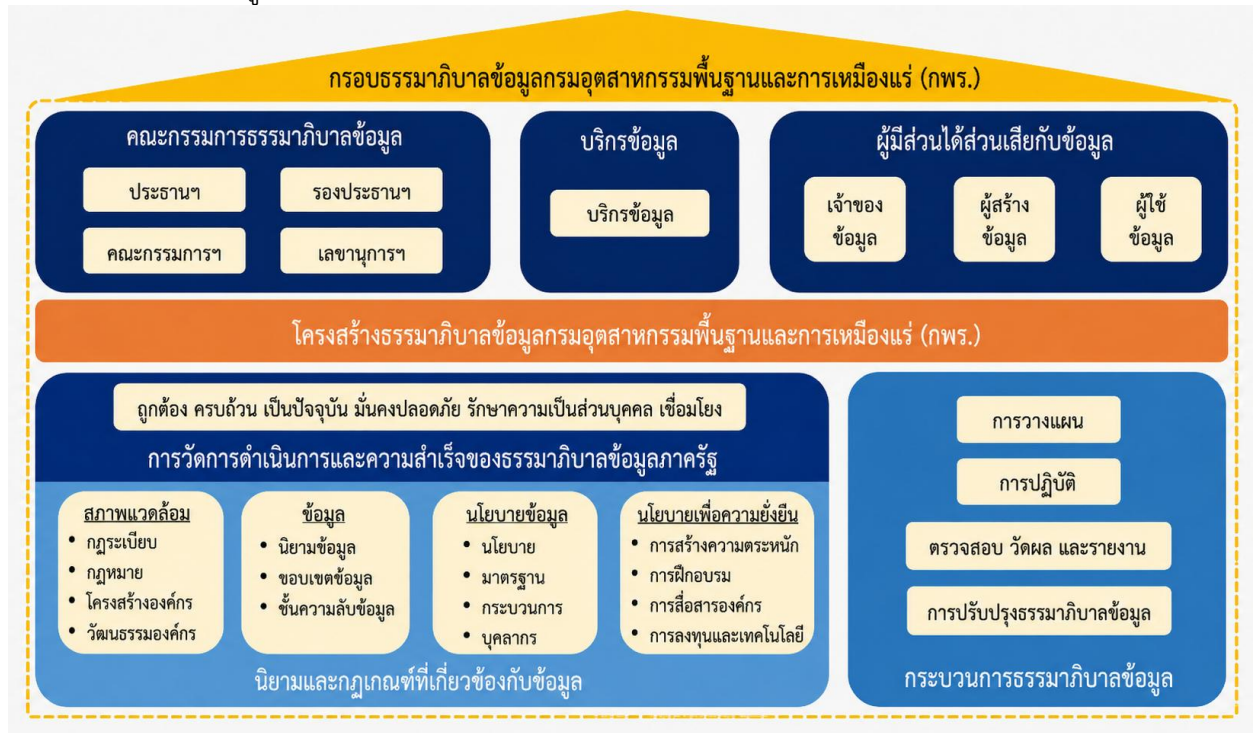 กรอบธรรมาภิบาลข้อมูลกรมอุตสาหกรรมพื้นฐานและการเหมืองแร่ (กพร.)
คณะกรรมการธรรมาภิบาลข้อมูล
ประธานฯ
รองประธานฯ
คณะกรรมการฯ
เลขานุการฯ
บริกรข้อมูล
บริกรข้อมูล
ผู้มีส่วนได้ส่วนเสียกับข้อมูล
เจ้าของ
ข้อมูล
ผู้สร้าง
ข้อมูล
ผู้ใช้
ข้อมูล
โครงสร้างธรรมาภิบาลข้อมูลกรมอุตสาหกรรมพื้นฐานและการเหมืองแร่ (กพร.)
ถูกต้อง ครบถ้วน เป็นปัจจุบัน มั่นคงปลอดภัย รักษาความเป็นส่วนบุคคล เชื่อมโยง
การวัดการดำเนินการและความสำเร็จของธรรมาภิบาลข้อมูลภาครัฐ
สภาพแวดล้อม
• กฎระเบียบ
• กฎหมาย
• โครงสร้างองค์กร
• วัฒนธรรมองค์กร
ข้อมูล
• นิยามข้อมูล
• ขอบเขตข้อมูล
• ชั้นความลับข้อมูล
นโยบายข้อมูล
• นโยบาย
• มาตรฐาน
• กระบวนการ
• บุคลากร
นโยบายเพื่อความยั่งยืน
• การสร้างความตระหนัก
• การฝึกอบรม
• การสื่อสารองค์กร
• การลงทุนและเทคโนโลยี
นิยามและกฎเกณฑ์ที่เกี่ยวข้องกับข้อมูล
การวางแผน
การปฏิบัติ
ตรวจสอบ วัดผล และรายงาน
การปรับปรุงธรรมาภิบาลข้อมูล
กระบวนการธรรมาภิบาลข้อมูล